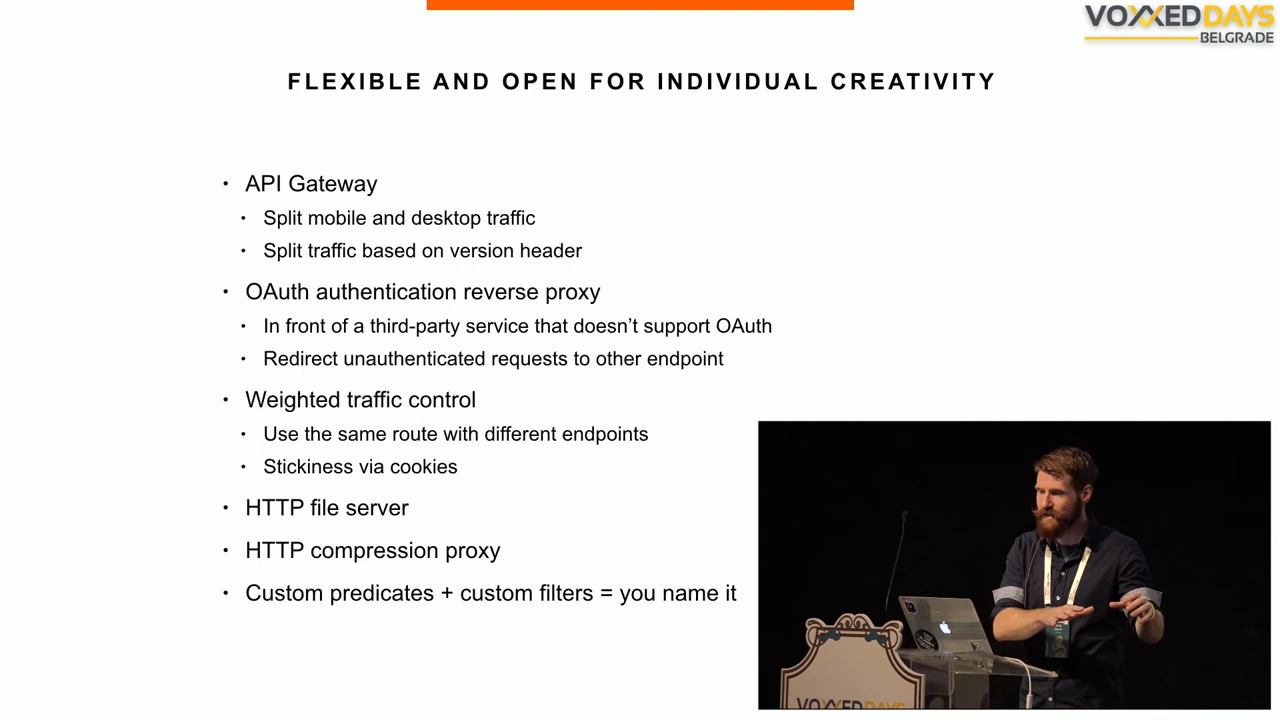 VOXXED DAYS
BELGRADE
FLEXIBLE AND OPEN FOR INDIVIDUAL CREATIVITY
• API Gateway
• Split mobile and desktop traffic
• Split traffic based on version header
• OAuth authentication reverse proxy
• In front of a third-party service that doesn’t support OAuth
• Redirect unauthenticated requests to other endpoint
• Weighted traffic control
• Use the same route with different endpoints
• Stickiness via cookies
• HTTP file server
• HTTP compression proxy
• Custom predicates + custom filters = you name it
VOXXED DAYS